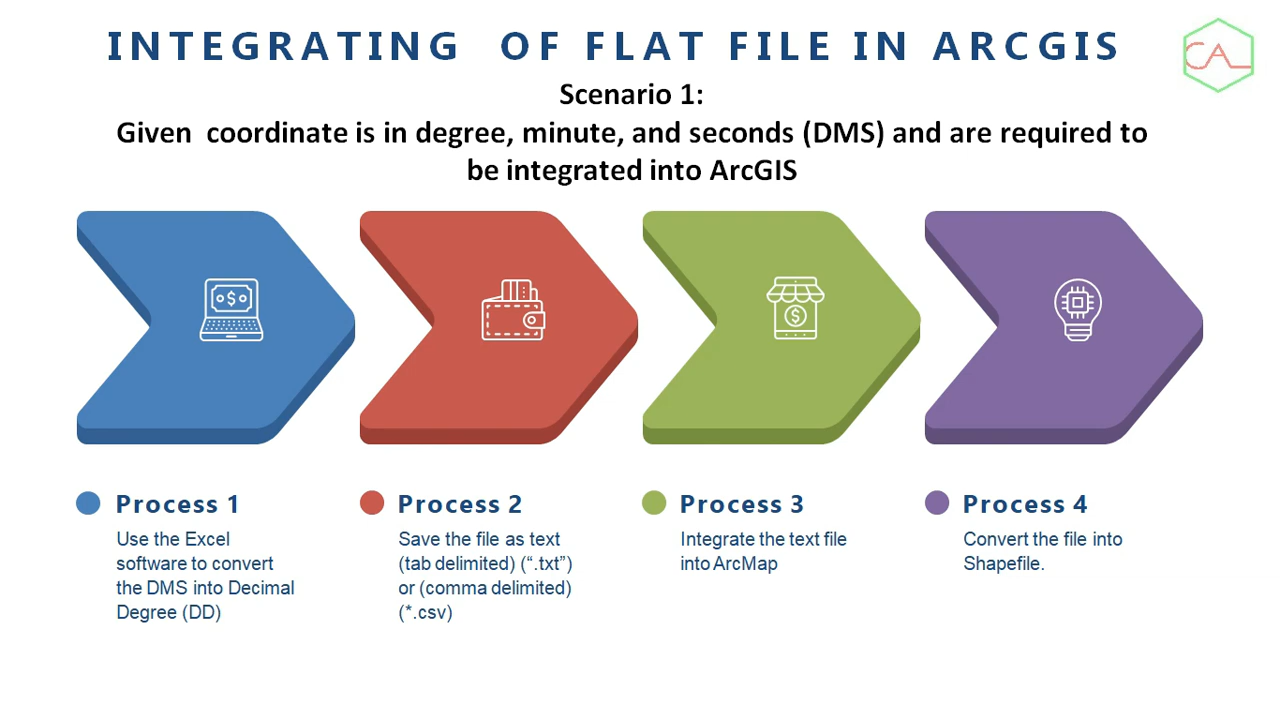 INTEGRATING OF FLAT FILE IN ARCGIS
CAL
Scenario 1:
Given coordinate is in degree, minute, and seconds (DMS) and are required to
be integrated into ArcGIS
Process 1
Use the Excel
software to convert
the DMS into Decimal
Degree (DD)
Process 2
Save the file as text
(tab delimited) (“.txt”)
or (comma delimited)
(*.csv)
Process 3
Integrate the text file
into ArcMap
Process 4
Convert the file into
Shapefile.